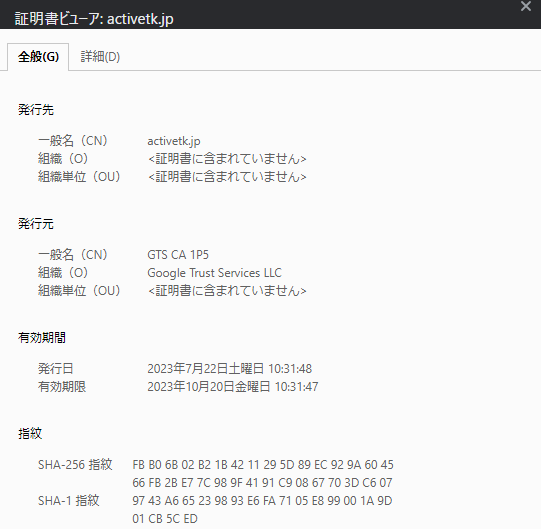 証明書ビューア: activetk.jp
全般(G) 詳細(D)
発行先
一般名（CN） activetk.jp
組織（O） <証明書に含まれていません>
組織単位（OU） <証明書に含まれていません>
発行元
一般名（CN） GTS CA 1P5
組織（O） Google Trust Services LLC
組織単位（OU） <証明書に含まれていません>
有効期間
発行日 2023年7月22日土曜日 10:31:48
有効期限 2023年10月20日金曜日 10:31:47
指紋
SHA-256 指紋 FB B0 6B 02 B2 1B 42 11 29 5D 89 EC 92 9A 60 45
66 FB 2B E7 7C 98 9F 41 91 C9 08 67 70 3D C6 07
SHA-1 指紋 97 43 A6 65 23 98 93 E6 FA 71 05 E8 99 00 1A 9D
01 CB 5C ED